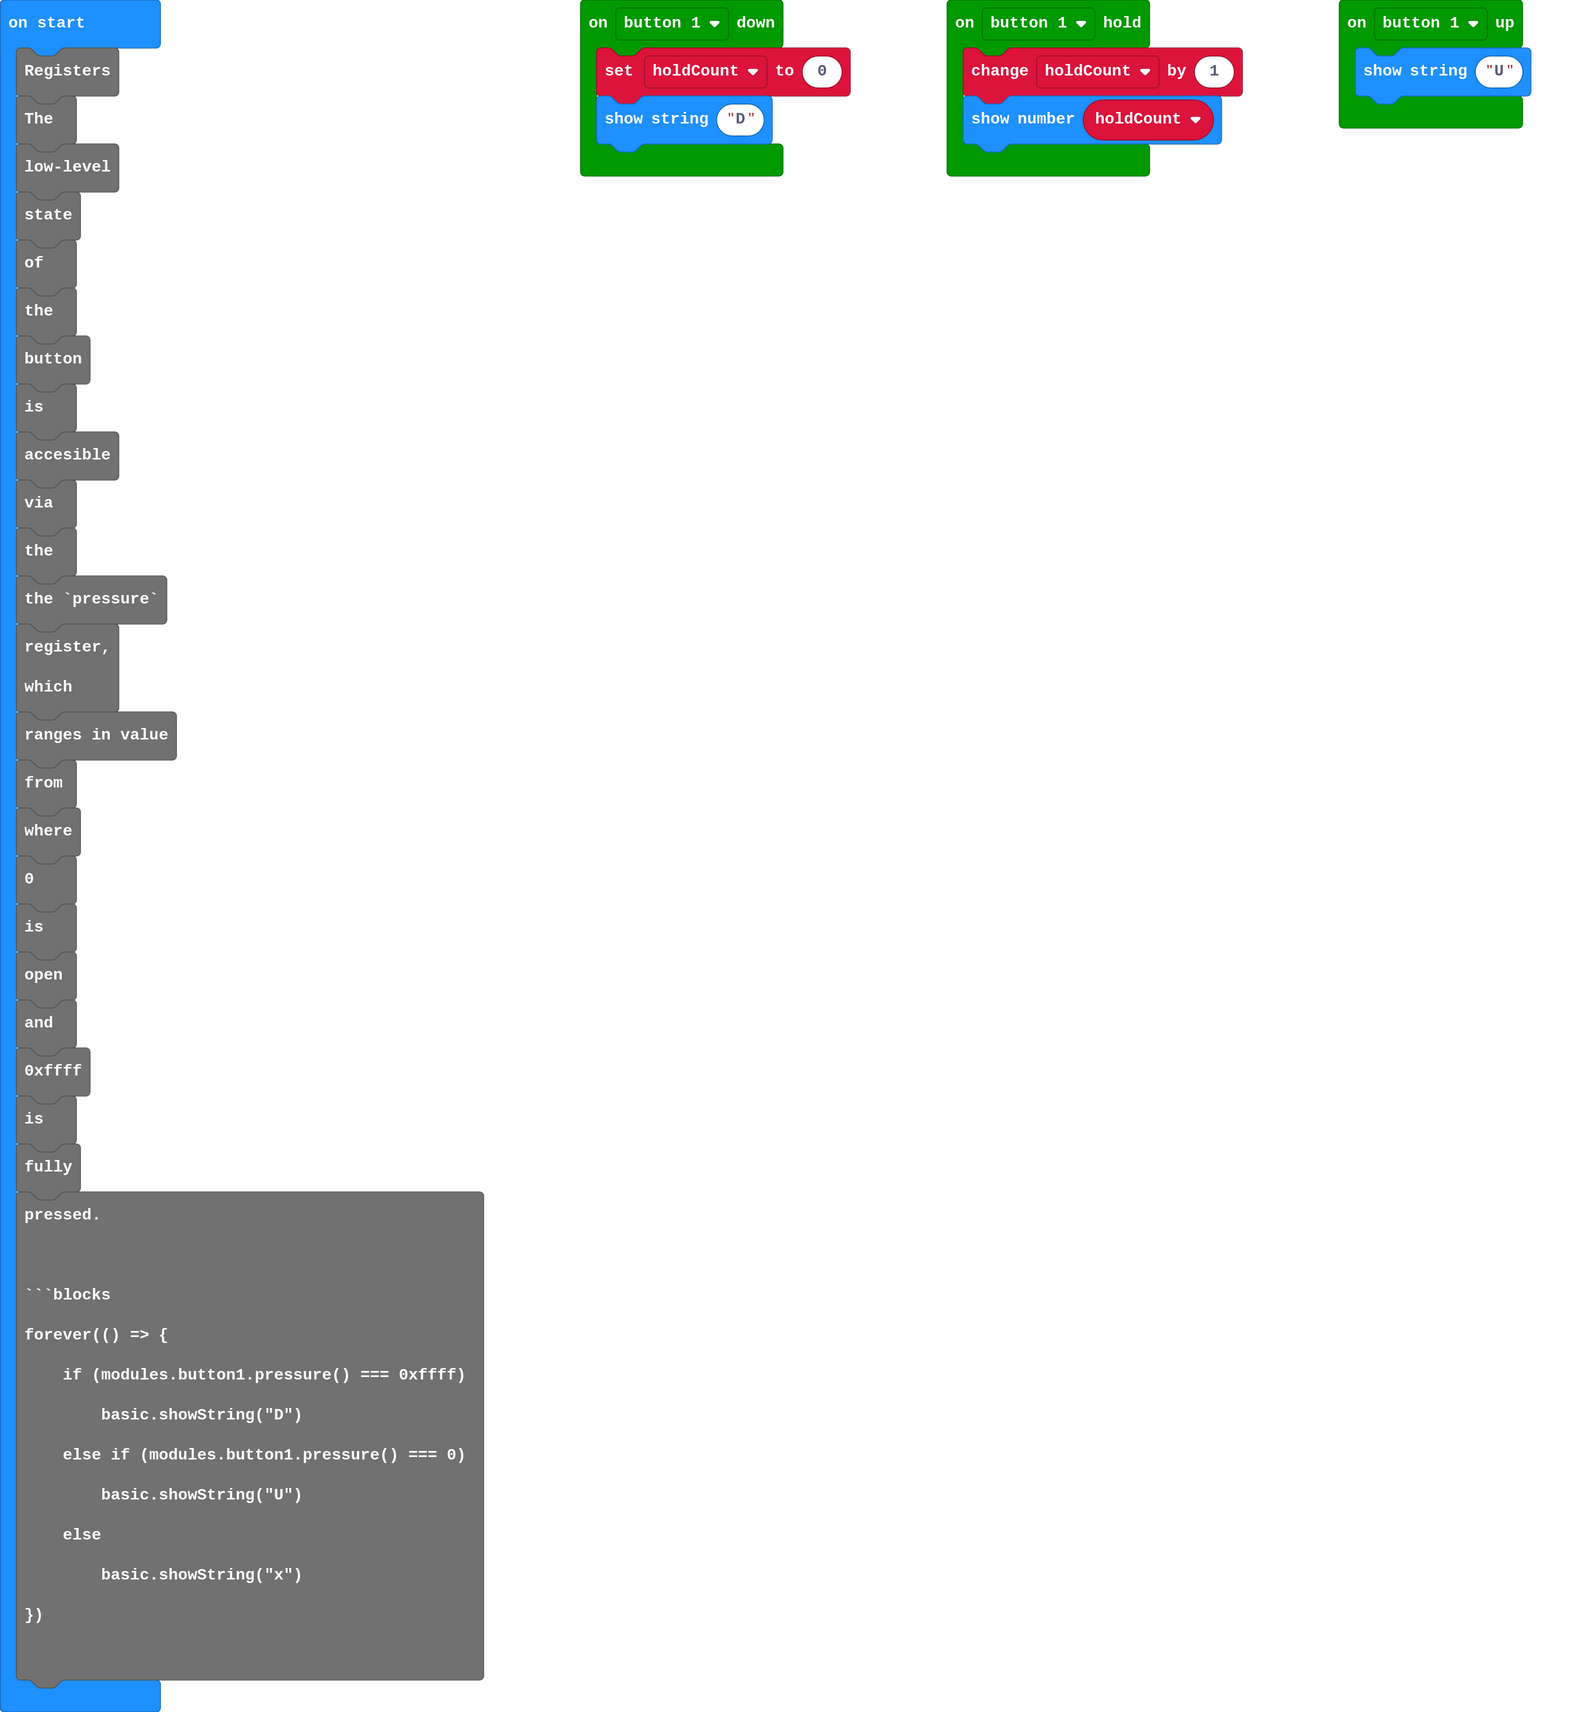 on start
Registers
The
low-level
state
of
the
button
is
accesible
via
the
the `pressure`
register,
which
ranges in value
from
where
0
is
open
and
0xffff
is
fully
pressed.
```blocks
forever(() => {
    if (modules.button1.pressure() === 0xffff)
        basic.showString("D")
    else if (modules.button1.pressure() === 0)
        basic.showString("U")
    else
        basic.showString("x")
})
on button 1 down
set holdCount to 0
show string "D"
on button 1 hold
change holdCount by 1
show number holdCount
on button 1 up
show string "U"